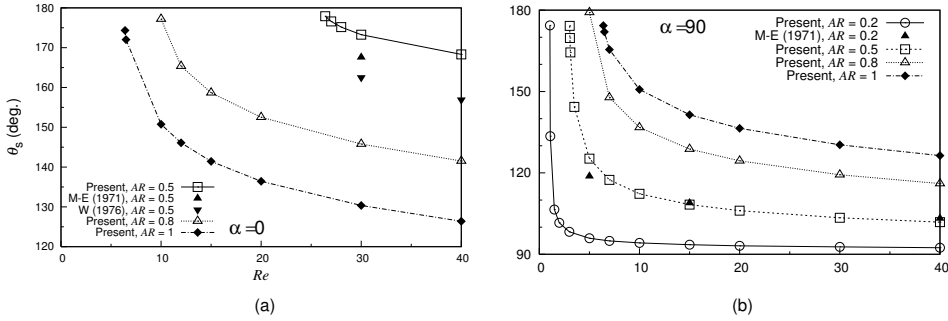 180
170
160
150
140
130
120
θs (deg.)
Present, AR = 0.5
M-E (1971), AR = 0.5
W (1976), AR = 0.5
Present, AR = 0.8
Present, AR = 1
α=0
0 10 20 30 40
Re
(a)
180
150
120
90
α=90
Present, AR = 0.2
M-E (1971), AR = 0.2
Present, AR = 0.5
Present, AR = 0.8
Present, AR = 1
0 10 20 30 40
(b)